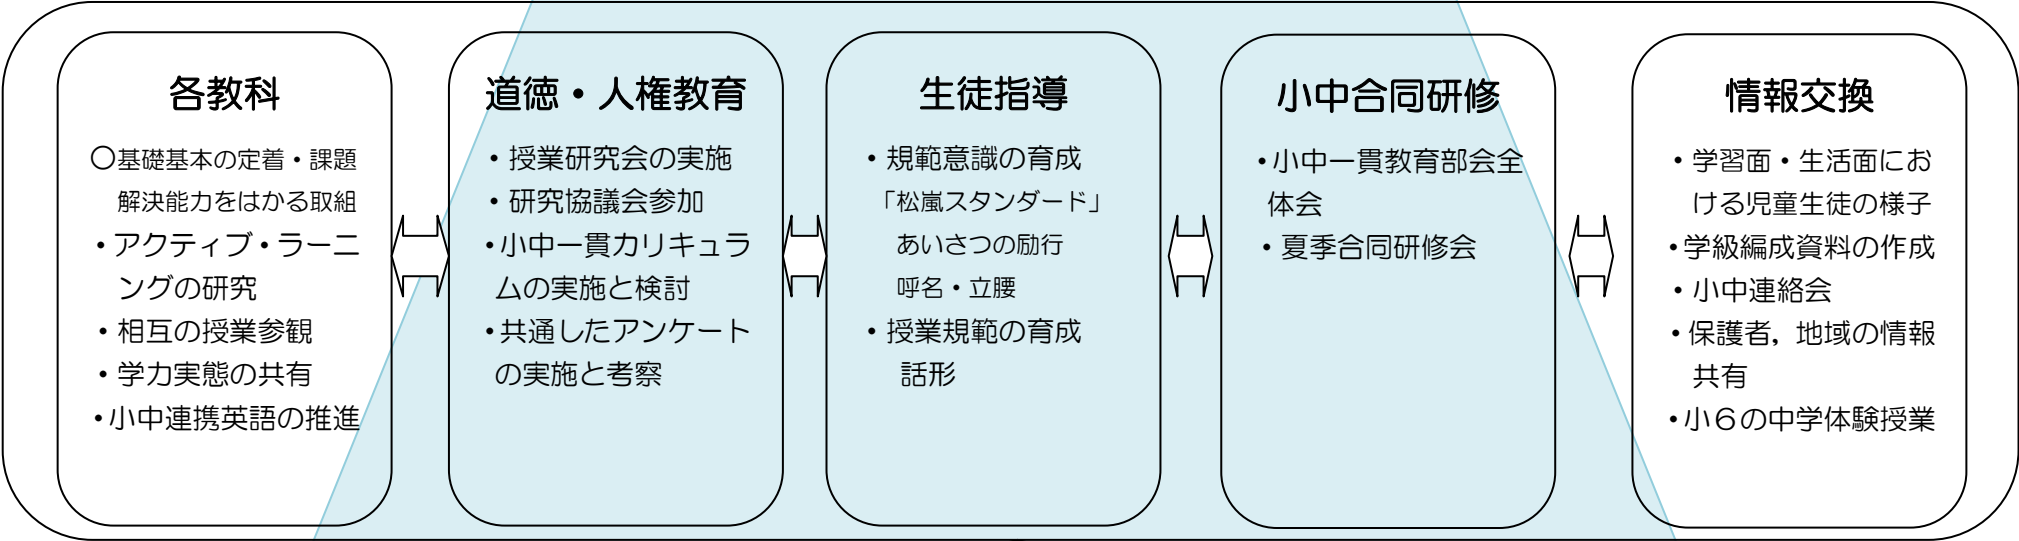 各教科
〇基礎基本の定着・課題
解決能力をはかる取組
・アクティブ・ラーニ
ングの研究
・相互の授業参観
・学力実態の共有
・小中連携英語の推進
道徳・人権教育
・授業研究会の実施
・研究協議会参加
・小中一貫カリキュラ
ムの実施と検討
・共通したアンケート
の実施と考察
生徒指導
・規範意識の育成
「松嵐スタンダード」
あいさつの励行
呼名・立腰
・授業規範の育成
話形
小中合同研修
・小中一貫教育部会全
体会
・夏季合同研修会
情報交換
・学習面・生活面にお
ける児童生徒の様子
・学級編成資料の作成
・小中連絡会
・保護者，地域の情報
共有
・小６の中学体験授業